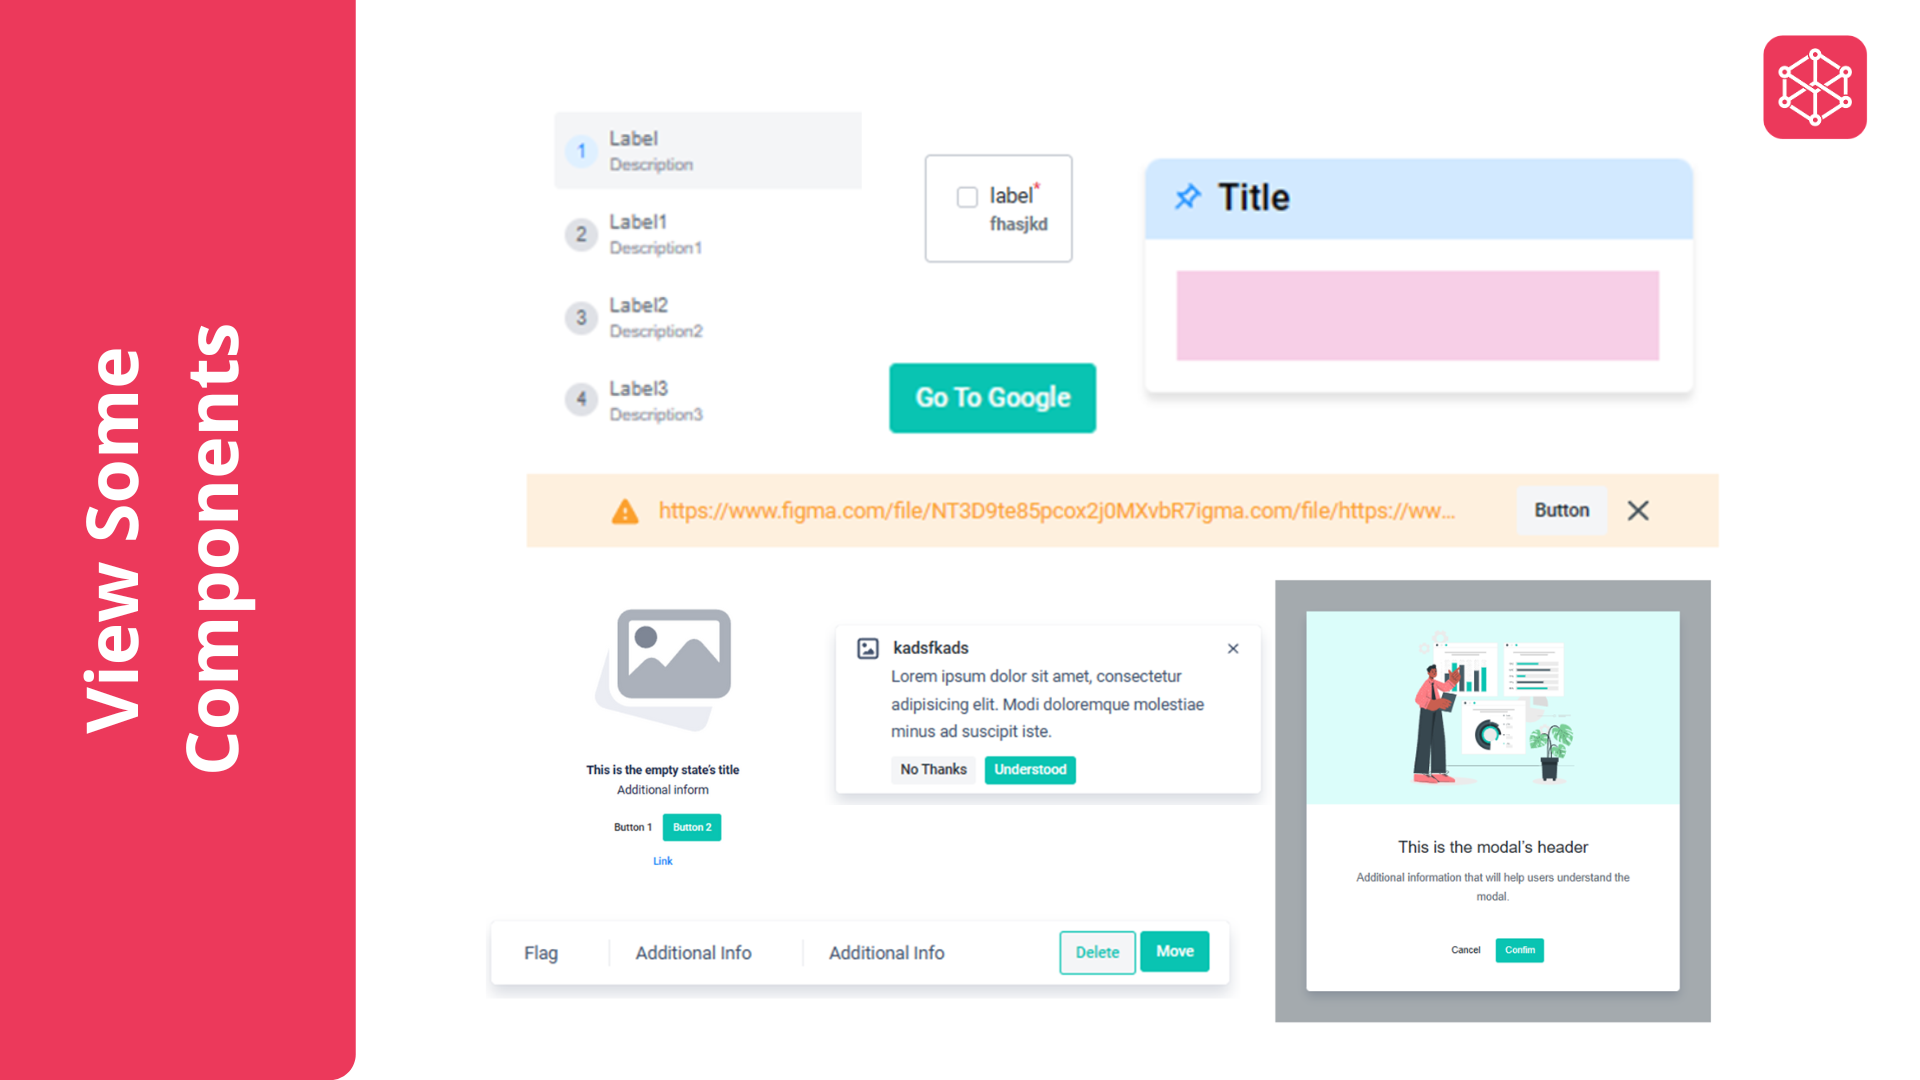 View Some
Components
1
Label
Description
2
Label1
Description1
3
Label2
Description2
4
Label3
Description3
label*
fhasjkd
Go To Google
Title
https://www.figma.com/file/NT3D9te85pcox2j0MXvbR7igma.com/file/https://ww...
Button
This is the empty state's title
Additional inform
Button 1
Button 2
Link
kadsfkads
Lorem ipsum dolor sit amet, consectetur
adipisicing elit. Modi doloremque molestiae
minus ad suscipit iste.
No Thanks
Understood
This is the modal's header
Additional information that will help users understand the
modal.
Cancel
Confirm
Flag
Additional Info
Additional Info
Delete
Move